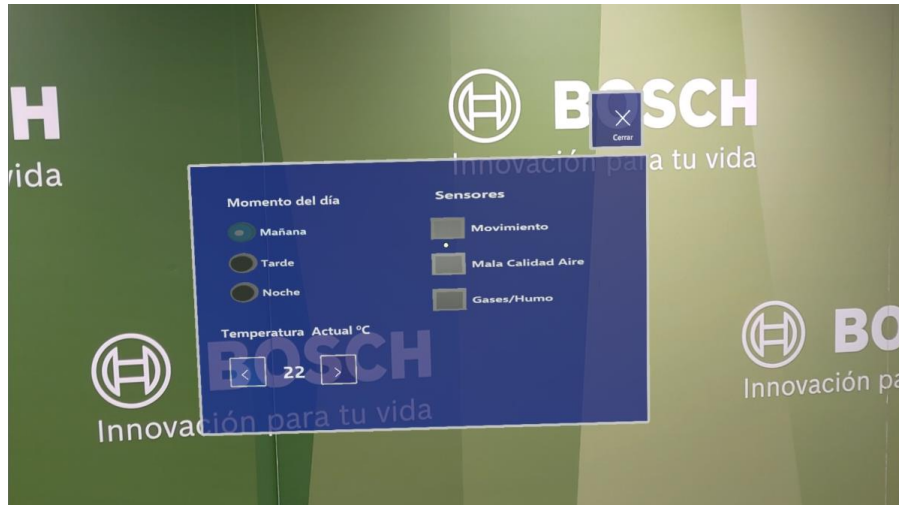 H
vida
BOSCH
Innovación para tu vida
Cerrar
Momento del día
Mañana
Tarde
Noche
Sensores
Movimiento
Mala Calidad Aire
Gases/Humo
Temperatura Actual ºC
< 22 >
BOSCH
Innovación para tu vida
BO
Innovación pa